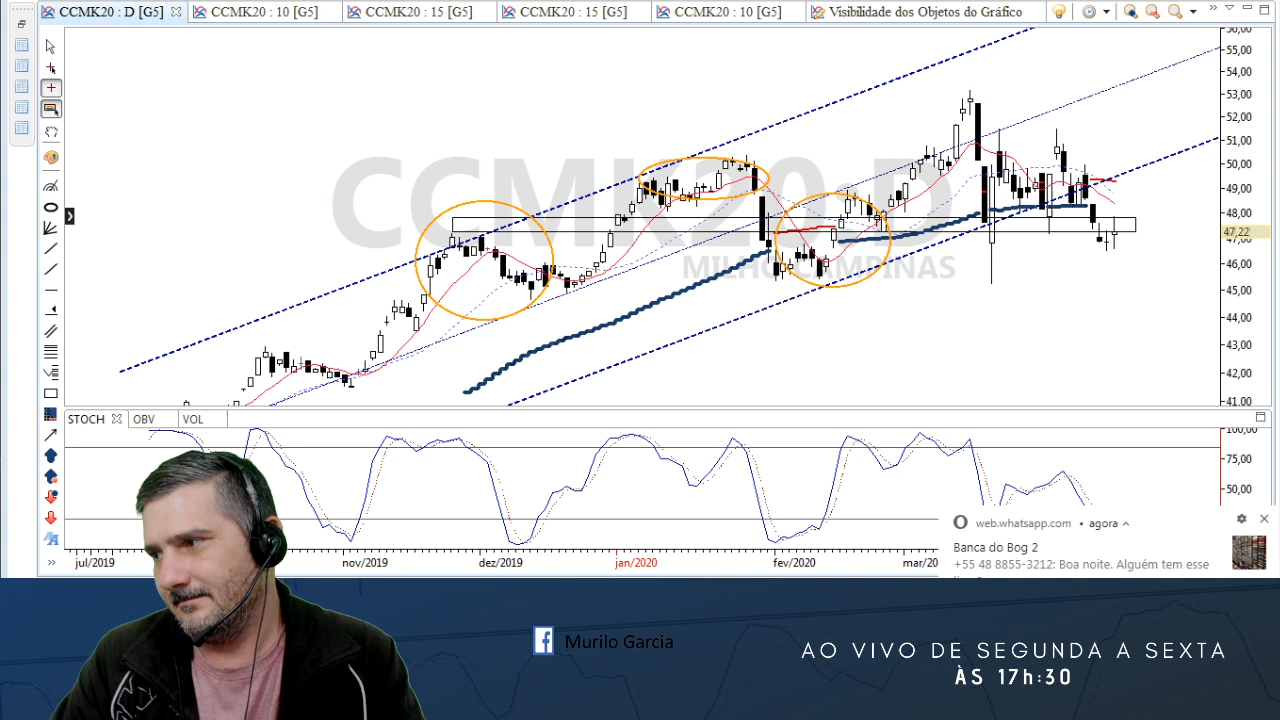 CCMK20 : D [G5]
CCMK20 : 10 [G5]
CCMK20 : 15 [G5]
CCMK20 : 15 [G5]
CCMK20 : 10 [G5]
Visibilidade dos Objetos do Gráfico
CCMK20 : D
MILHO CAMPINAS
56,00
55,00
54,00
53,00
52,00
51,00
50,00
49,00
48,00
47,22
46,00
45,00
44,00
43,00
42,00
41,00
STOCH
OBV
VOL
100,00
75,00
50,00
jul/2019
nov/2019
dez/2019
jan/2020
fev/2020
mar/20
web.whatsapp.com • agora
Banca do Bog 2
+55 48 8855-3212: Boa noite. Alguém tem esse
Murilo Garcia
AO VIVO DE SEGUNDA A SEXTA
ÀS 17h:30